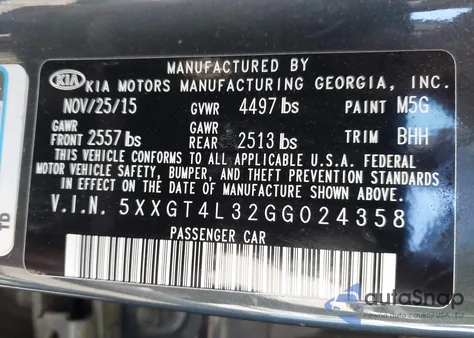 MANUFACTURED BY
KIA KIA MOTORS MANUFACTURING GEORGIA, INC.
NOV/25/15 GVWR 4497 lbs PAINT M5G
GAWR GAWR
FRONT 2557 lbs REAR 2513 lbs TRIM BHH
THIS VEHICLE CONFORMS TO ALL APPLICABLE U.S.A. FEDERAL
MOTOR VEHICLE SAFETY, BUMPER, AND THEFT PREVENTION STANDARDS
IN EFFECT ON THE DATE OF MANUFACTURE SHOWN ABOVE.
V.I.N. 5XXGT4L32GG024358
PASSENGER CAR
TD
autoSnap